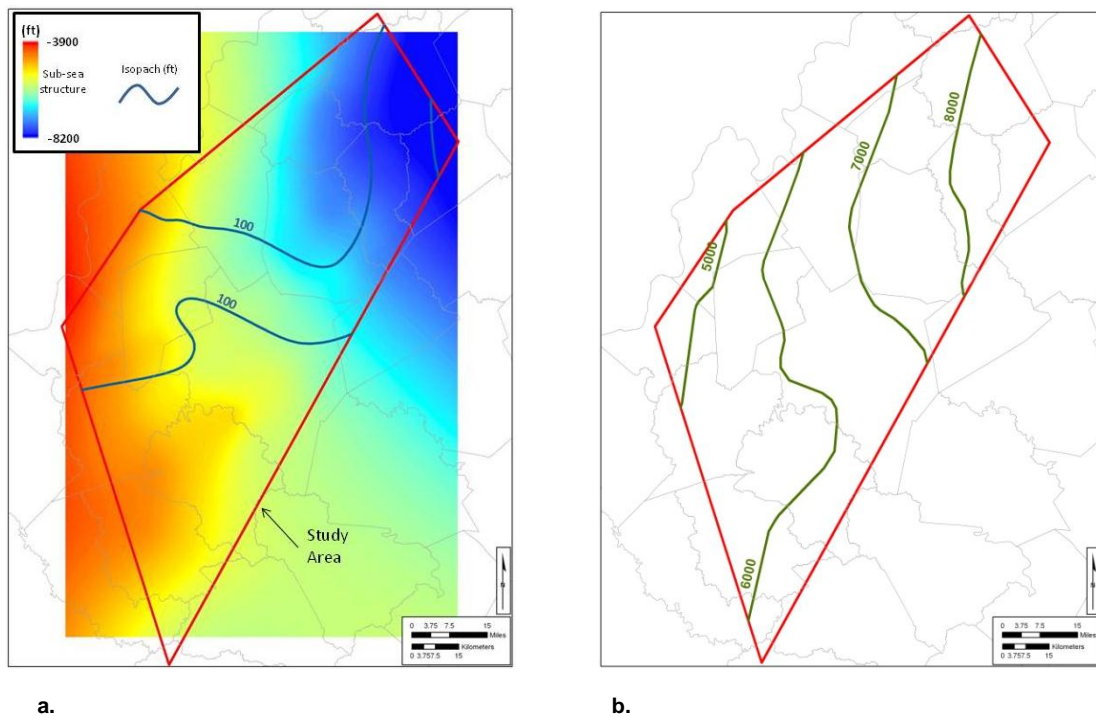 (ft)
-3900
Sub-sea
structure
-8200
Isopach (ft)
100
100
Study
Area
N
0 3.75 7.5 15
Miles
Kilometers
0 3.757.5 15
a.
5000
6000
7000
8000
N
0 3.75 7.5 15
Miles
Kilometers
0 3.757.5 15
b.